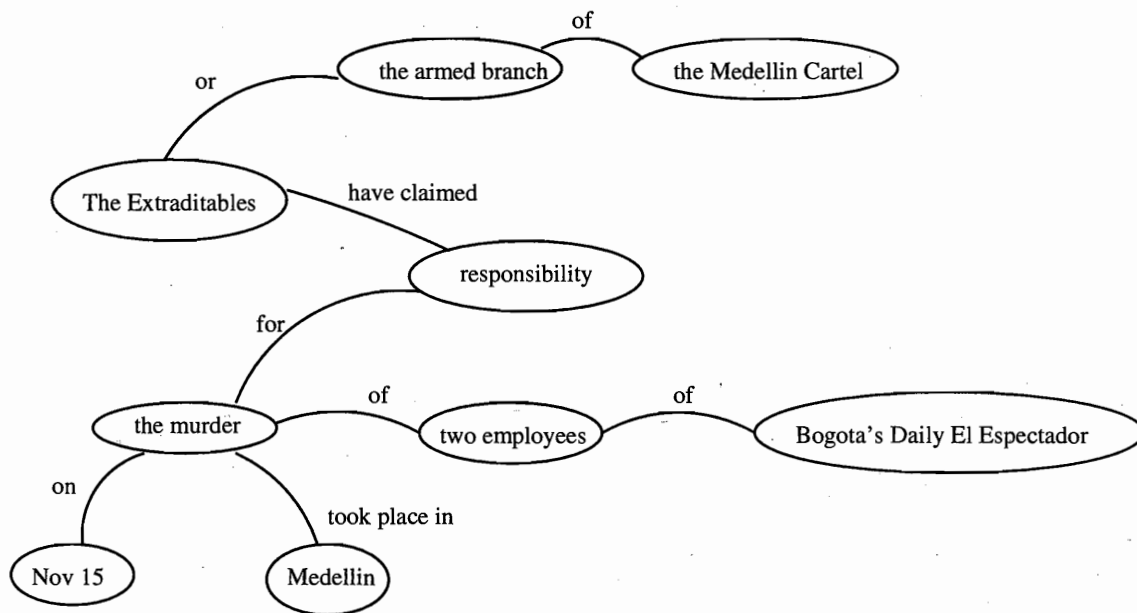 of
the armed branch
the Medellin Cartel
or
The Extraditables
have claimed
responsibility
for
of
of
the murder
two employees
Bogota's Daily El Espectador
on
took place in
Nov 15
Medellin